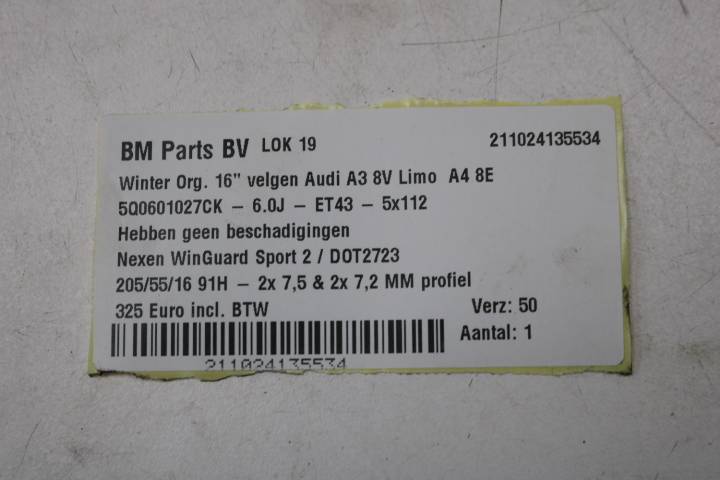 BM Parts BV LOK 19 211024135534
Winter Org. 16" velgen Audi A3 8V Limo A4 8E
5Q0601027CK - 6.0J - ET43 - 5x112
Hebben geen beschadigingen
Nexen WinGuard Sport 2 / DOT2723
205/55/16 91H - 2x 7,5 & 2x 7,2 MM profiel
325 Euro incl. BTW Verz: 50
Aantal: 1
211024135534